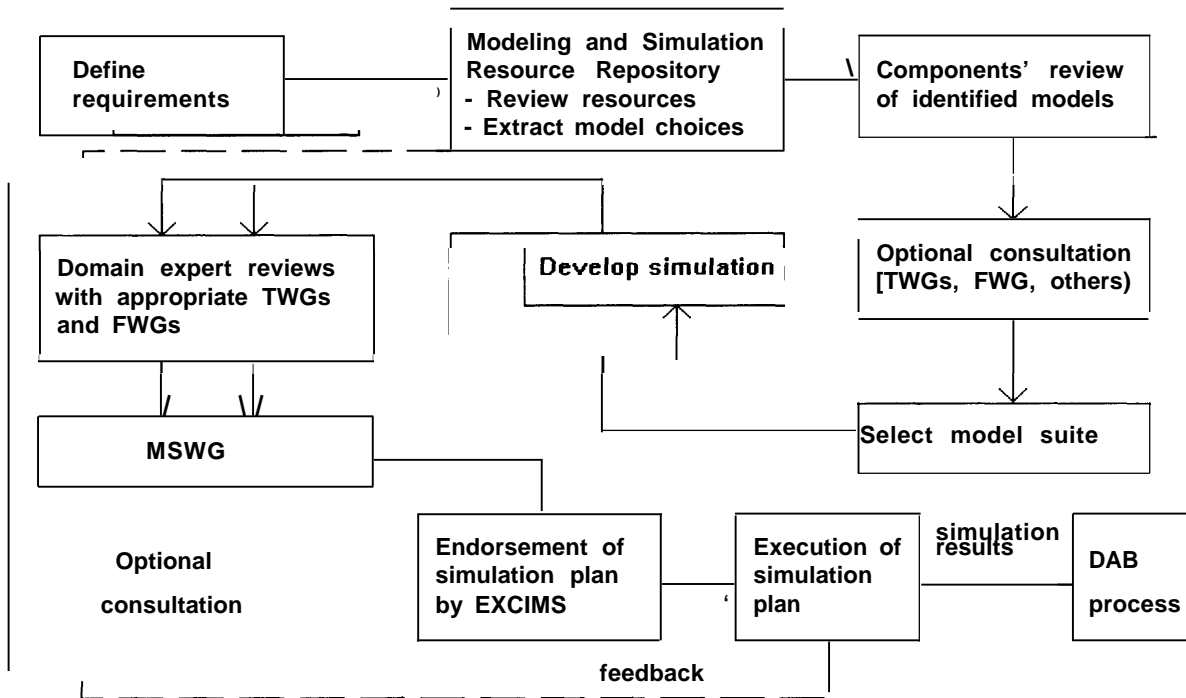 Define
requirements
Modeling and Simulation
Resource Repository
- Review resources
- Extract model choices
Components' review
of identified models
Domain expert reviews
with appropriate TWGs
and FWGs
Develop simulation
Optional consultation
[TWGs, FWG, others)
MSWG
Select model suite
Optional
consultation
Endorsement of
simulation plan
by EXCIMS
Execution of
simulation
plan
simulation
results
DAB
process
feedback